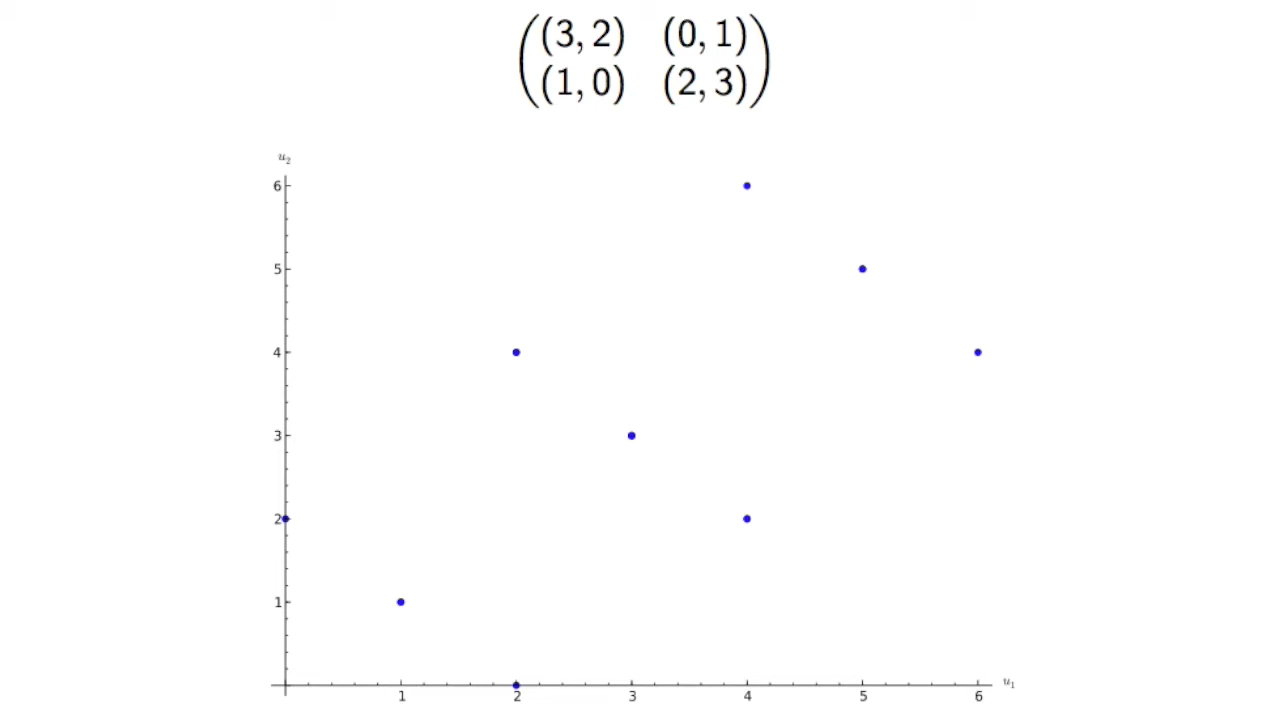 (3, 2) (0, 1)
(1, 0) (2, 3)
u₂
6
5
4
3
2
1
1 2 3 4 5 6 u₁